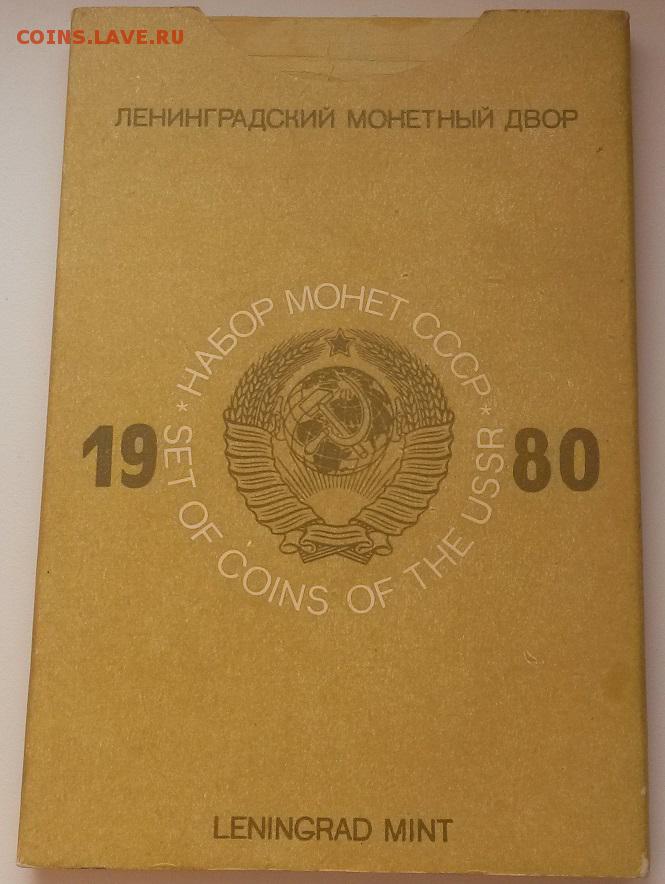 COINS.LAVE.RU
ЛЕНИНГРАДСКИЙ МОНЕТНЫЙ ДВОР
* НАБОР МОНЕТ СССР *
19 80
SET OF COINS OF THE USSR
LENINGRAD MINT